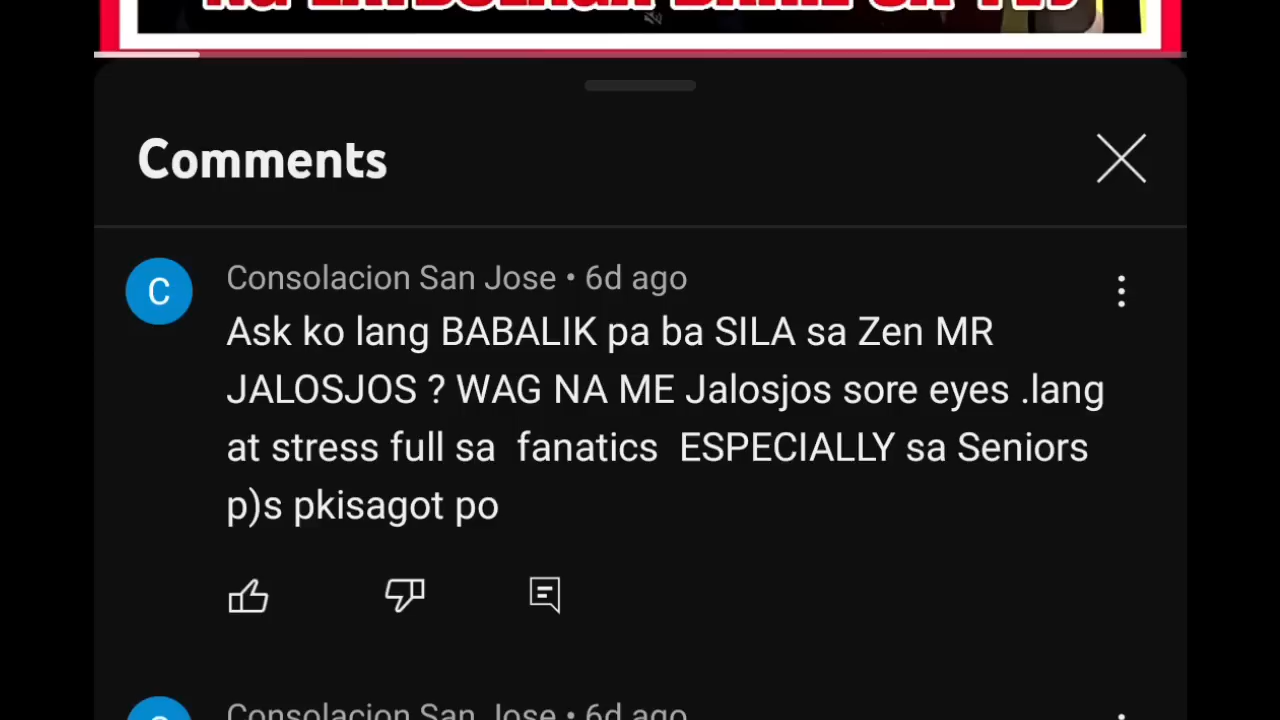 Comments
Consolacion San Jose • 6d ago
Ask ko lang BABALIK pa ba SILA sa Zen MR
JALOSJOS ? WAG NA ME Jalosjos sore eyes .lang
at stress full sa fanatics ESPECIALLY sa Seniors
p)s pkisagot po
Consolacion San Jose • 6d ago